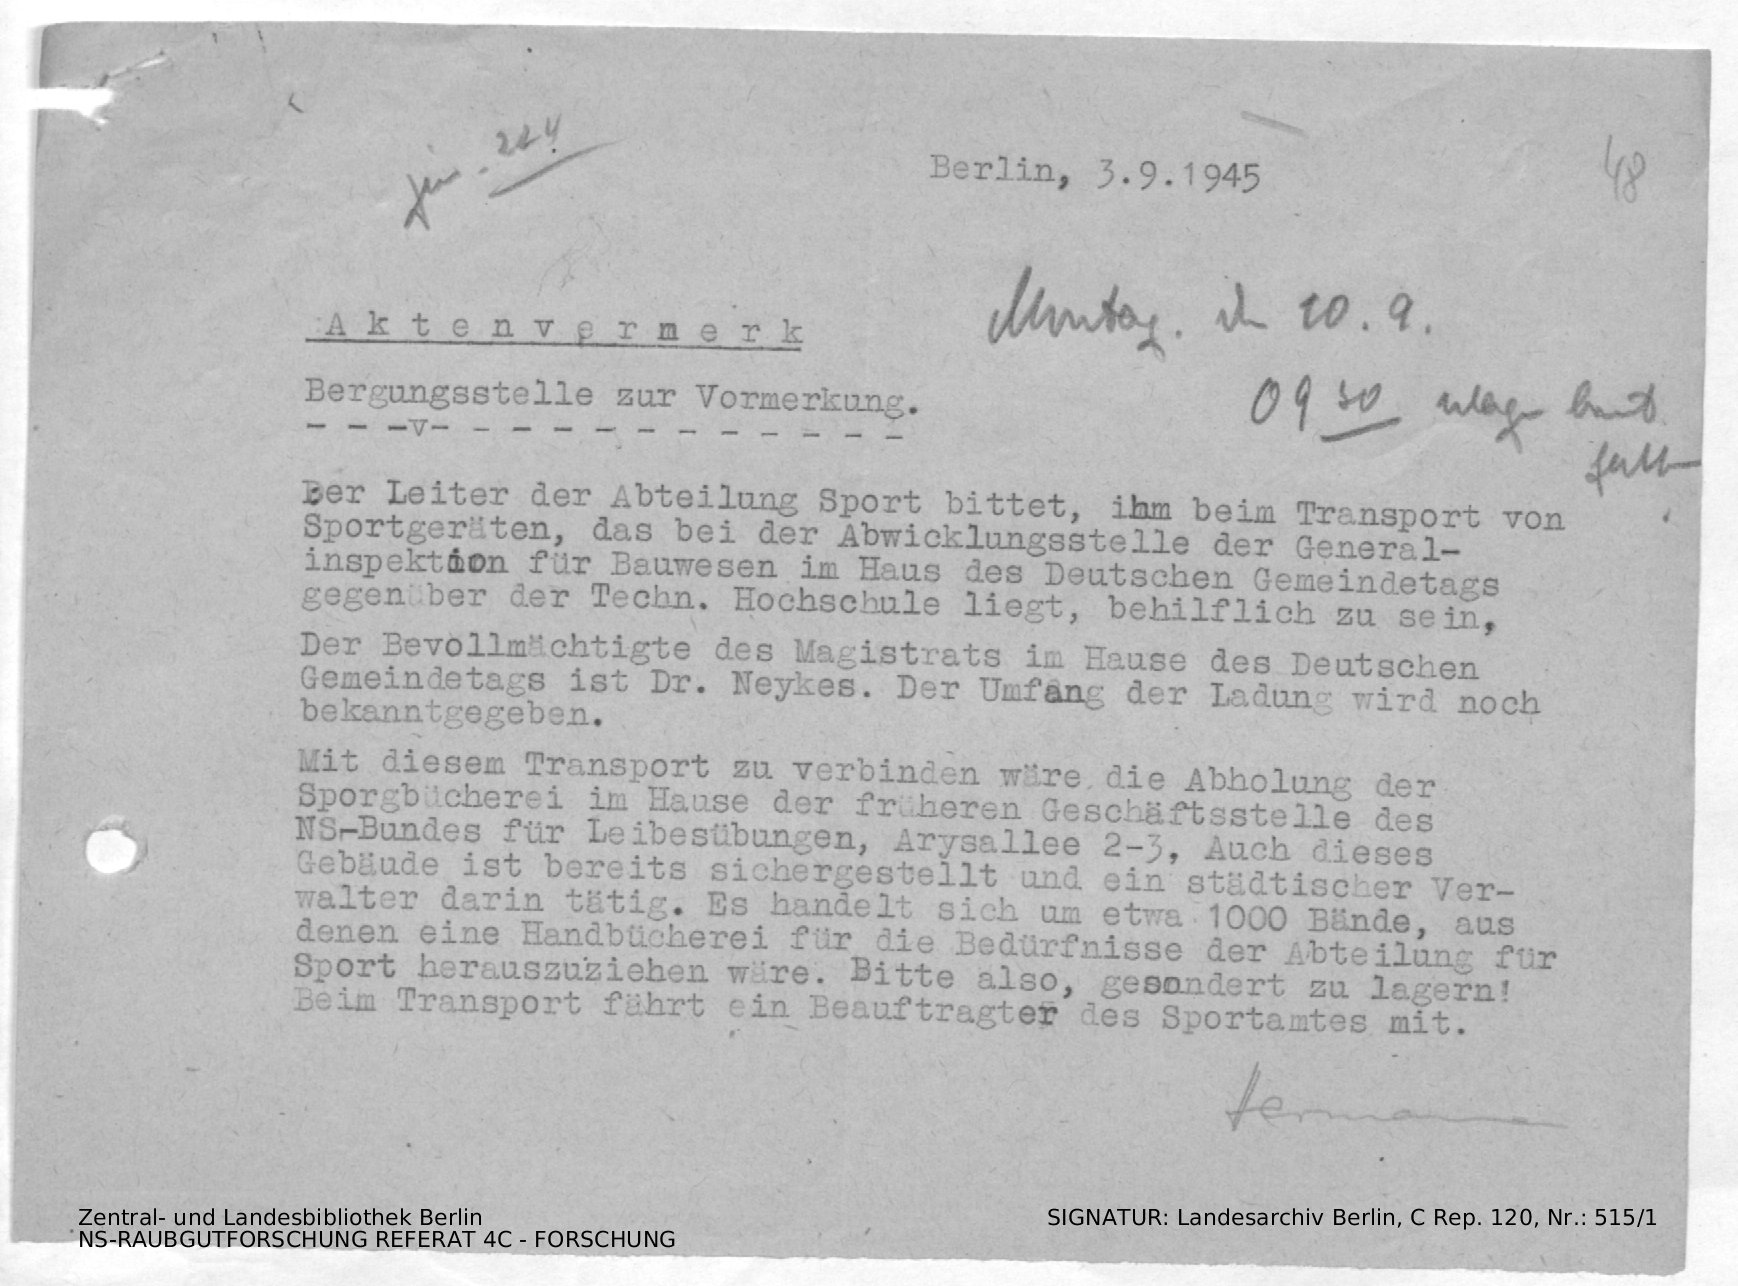 224
Berlin, 3.9.1945
48
Aktenvermerk
Montag. d 10.9.
Bergungsstelle zur Vormerkung.
09 30
- - -v- - - - - - - - - - - -
Der Leiter der Abteilung Sport bittet, ihm beim Transport von
Sportgeräten, das bei der Abwicklungsstelle der General-
inspektion für Bauwesen im Haus des Deutschen Gemeindetags
gegenüber der Techn. Hochschule liegt, behilflich zu sein,
Der Bevollmächtigte des Magistrats im Hause des Deutschen
Gemeindetags ist Dr. Neykes. Der Umfang der Ladung wird noch
bekanntgegeben.
Mit diesem Transport zu verbinden wäre die Abholung der
Sporgbücherei im Hause der früheren Geschäftsstelle des
NS-Bundes für Leibesübungen, Arysallee 2-3, Auch dieses
Gebäude ist bereits sichergestellt und ein städtischer Ver-
walter darin tätig. Es handelt sich um etwa 1000 Bände, aus
denen eine Handbücherei für die Bedürfnisse der Abteilung für
Sport herauszuziehen wäre. Bitte also, gesondert zu lagern!
Beim Transport fährt ein Beauftragter des Sportamtes mit.
Hermann
Zentral- und Landesbibliothek Berlin
NS-RAUBGUTFORSCHUNG REFERAT 4C - FORSCHUNG
SIGNATUR: Landesarchiv Berlin, C Rep. 120, Nr.: 515/1